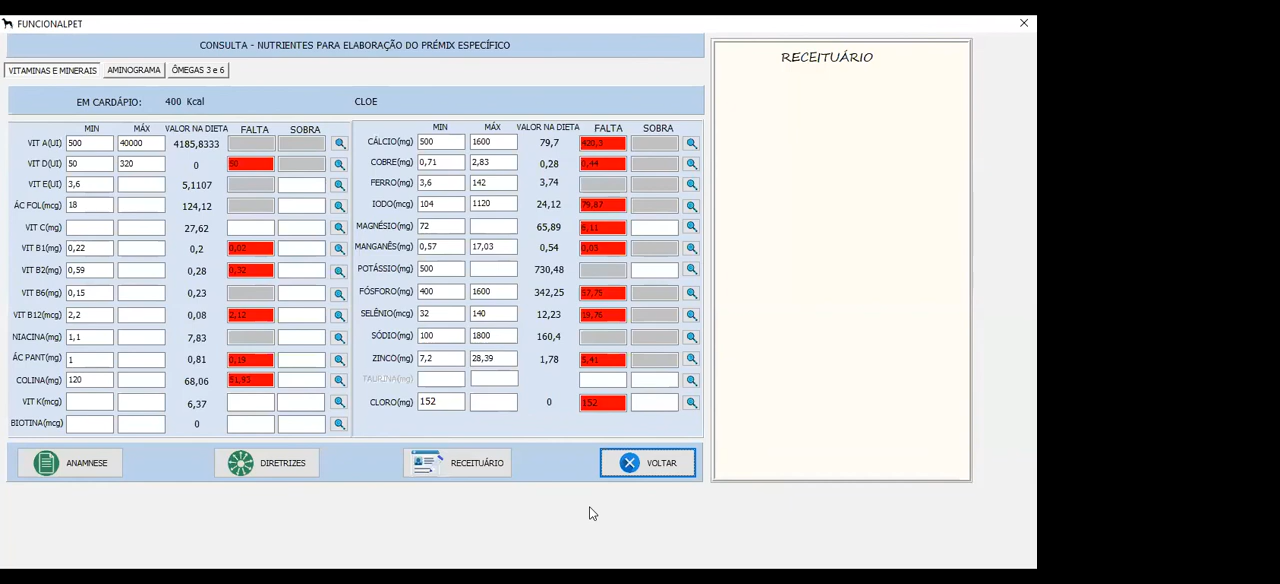 FUNCIONALPET
CONSULTA - NUTRIENTES PARA ELABORAÇÃO DO PRÉMIX ESPECÍFICO
VITAMINAS E MINERAIS AMINOGRAMA ÔMEGAS 3 e 6
EM CARDÁPIO: 400 Kcal CLOE
MIN MÁX VALOR NA DIETA FALTA SOBRA
VIT A(UI) 500 40000 4185,8333
VIT D(UI) 50 320 0 50
VIT E(UI) 3,6 5,1107
ÁC FOL(mcg) 18 124,12
VIT C(mg) 27,62
VIT B1(mg) 0,22 0,2 0,02
VIT B2(mg) 0,59 0,28 0,32
VIT B6(mg) 0,15 0,23
VIT B12(mcg) 2,2 0,08 2,12
NIACINA(mg) 1,1 7,83
ÁC PANT(mg) 1 0,81 0,19
COLINA(mg) 120 68,06 51,93
VIT K(mcg) 6,37
BIOTINA(mcg) 0
MIN MÁX VALOR NA DIETA FALTA SOBRA
CÁLCIO(mg) 500 1600 79,7 420,3
COBRE(mg) 0,71 2,83 0,28 0,44
FERRO(mg) 3,6 142 3,74
IODO(mcg) 104 1120 24,12 79,87
MAGNÉSIO(mg) 72 65,89 6,11
MANGANÊS(mg) 0,57 17,03 0,54 0,03
POTÁSSIO(mg) 500 730,48
FÓSFORO(mg) 400 1600 342,25 57,75
SELÊNIO(mcg) 32 140 12,23 19,76
SÓDIO(mg) 100 1800 160,4
ZINCO(mg) 7,2 28,39 1,78 5,41
TAURINA(mg)
CLORO(mg) 152 0 152
ANAMNESE DIRETRIZES RECEITUÁRIO VOLTAR
RECEITUÁRIO